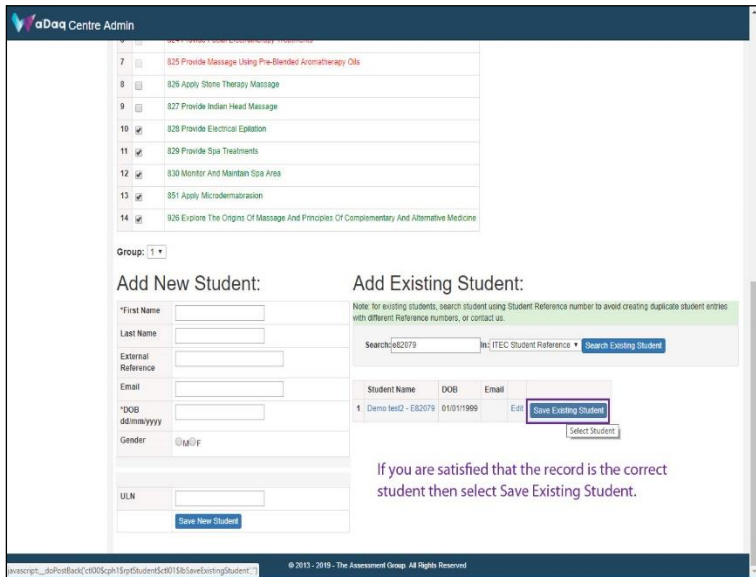 VaDaq Centre Admin
824 Provide Facial Electrotherapy Treatments
7 825 Provide Massage Using Pre-Blended Aromatherapy Oils
8 826 Apply Stone Therapy Massage
9 827 Provide Indian Head Massage
10 828 Provide Electrical Epilation
11 829 Provide Spa Treatments
12 830 Monitor And Maintain Spa Area
13 851 Apply Microdermabrasion
14 926 Explore The Origins Of Massage And Principles Of Complementary And Alternative Medicine
Group: 1
Add New Student:
*First Name
Last Name
External
Reference
Email
*DOB
dd/mm/yyyy
Gender M F
ULN
Save New Student
Add Existing Student:
Note: for existing students, search student using Student Reference number to avoid creating duplicate student entries
with different Reference numbers, or contact us.
Search: e82079 In: ITEC Student Reference Search Existing Student
Student Name DOB Email
1 Demo test2 - E82079 01/01/1999 Edit Save Existing Student
Select Student
If you are satisfied that the record is the correct
student then select Save Existing Student.
javascript:__doPostBack('ctl00$cph1$rptStudent$ctl01$lbSaveExistingStudent','')
© 2013 - 2019 - The Assessment Group. All Rights Reserved